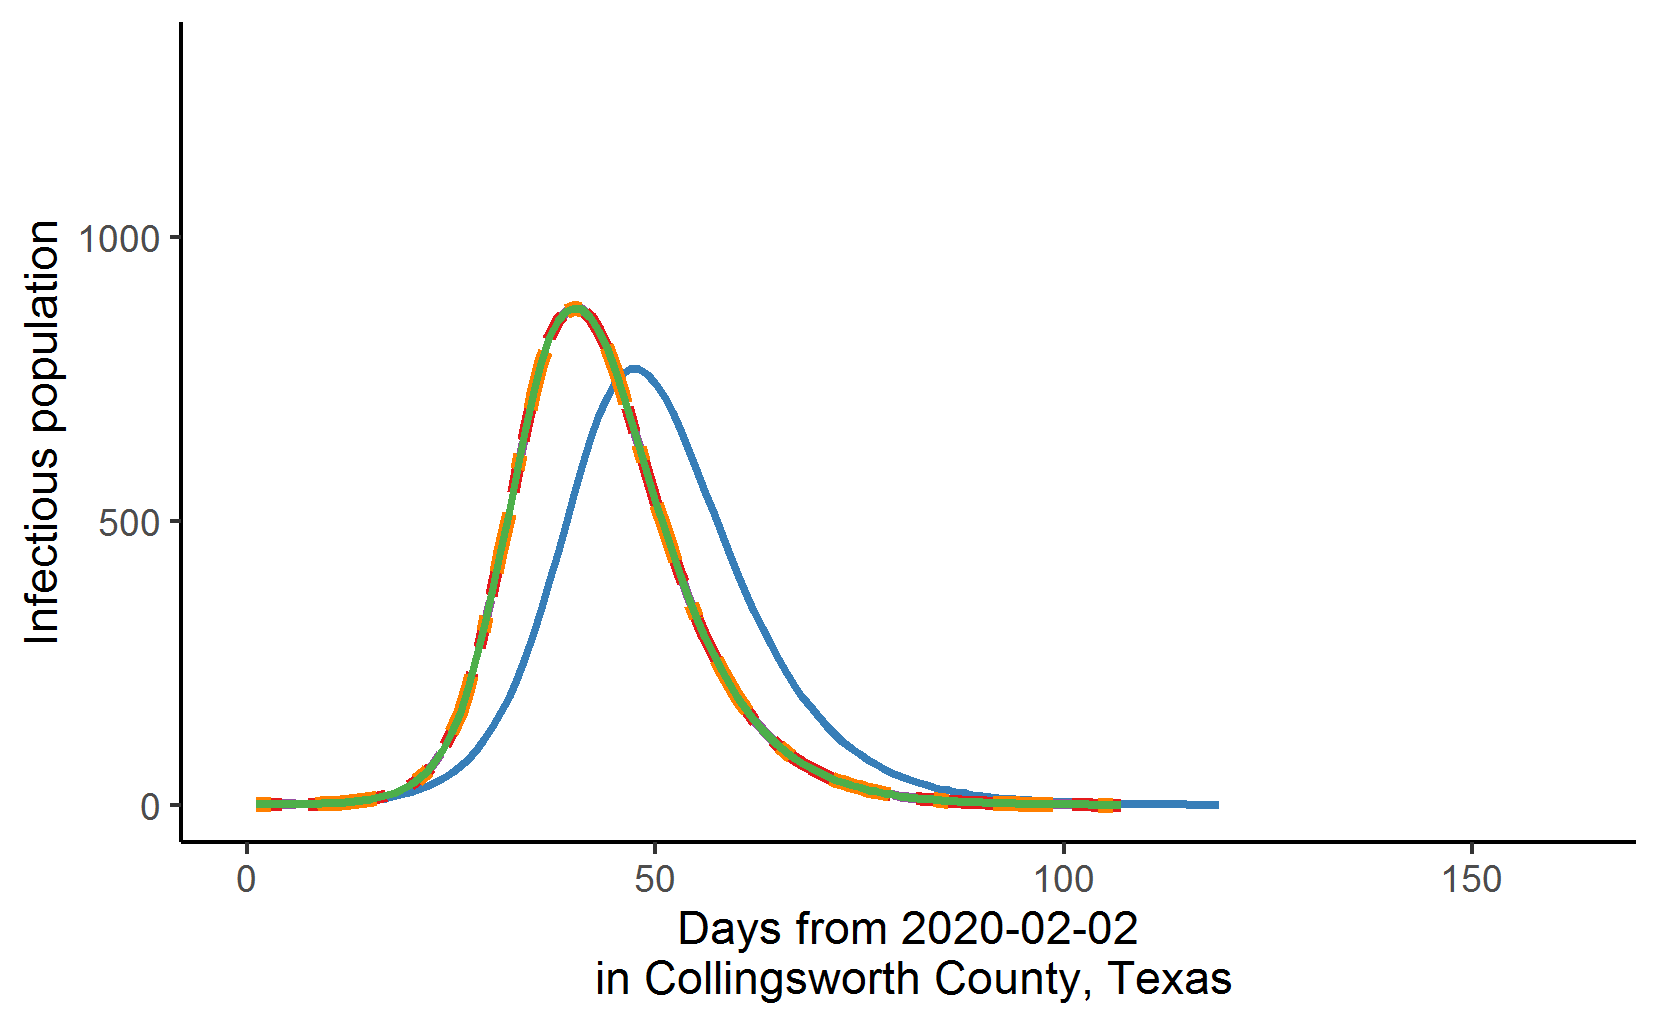 Infectious population
1000
500
0
0 50 100 150
Days from 2020-02-02
in Collingsworth County, Texas